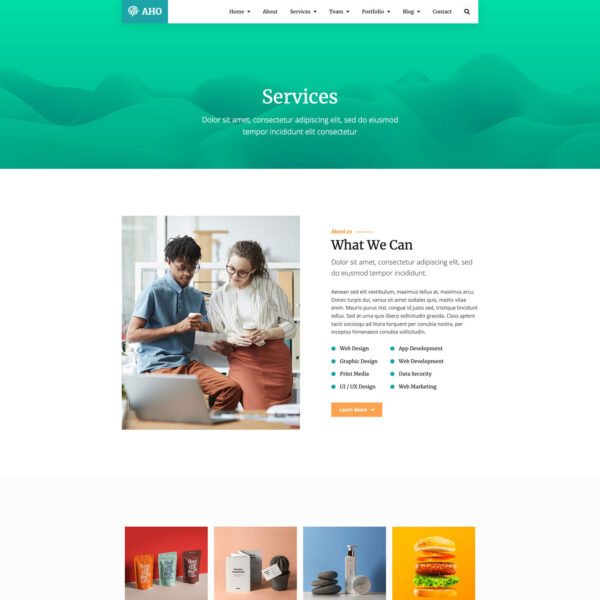 AHO
Home About Services Team Portfolio Blog Contact
Services
Dolor sit amet, consectetur adipiscing elit, sed do eiusmod
tempor incididunt elit consectetur
About us
What We Can
Dolor sit amet, consectetur adipiscing elit, sed
do eiusmod tempor incididunt.
Aenean sed elit vestibulum, maximus tellus at, maximus arcu.
Donec turpis dui, varius sit amet sodales quis, mattis vitae
enim. Mauris purus nisl, congue id justo sed, tristique tincidunt
tellus. Sed at urna quis libero sollicitudin gravida. Class aptent
taciti sociosqu ad litora torquent per conubia nostra, per
inceptos himenaeos conubia sollicitudin.
Web Design
App Development
Graphic Design
Web Development
Print Media
Data Security
UI / UX Design
Web Marketing
Learn More →